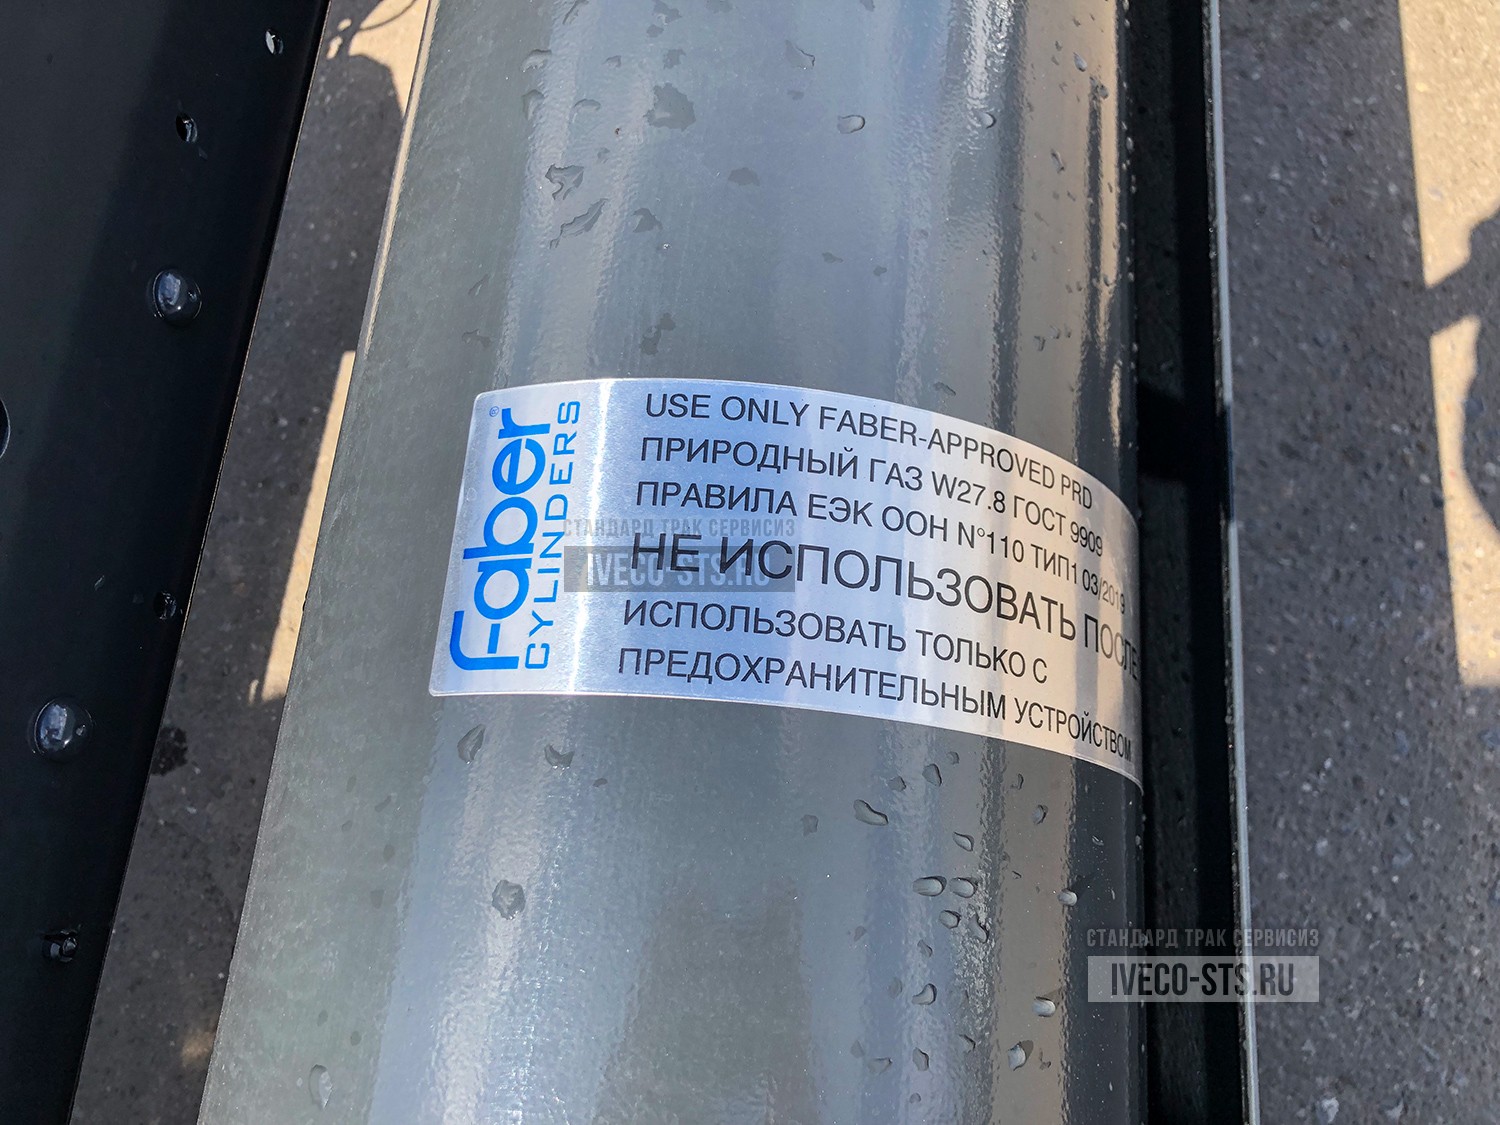 faber®
CYLINDERS
USE ONLY FABER-APPROVED PRD
ПРИРОДНЫЙ ГАЗ W27.8 ГОСТ 9909
ПРАВИЛА ЕЭК ООН N°110 ТИП1 03/2019
НЕ ИСПОЛЬЗОВАТЬ ПОСЛЕ
ИСПОЛЬЗОВАТЬ ТОЛЬКО С
ПРЕДОХРАНИТЕЛЬНЫМ УСТРОЙСТВОМ
СТАНДАРД ТРАК СЕРВИСИЗ
IVECO-STS.RU
СТАНДАРД ТРАК СЕРВИСИЗ
IVECO-STS.RU